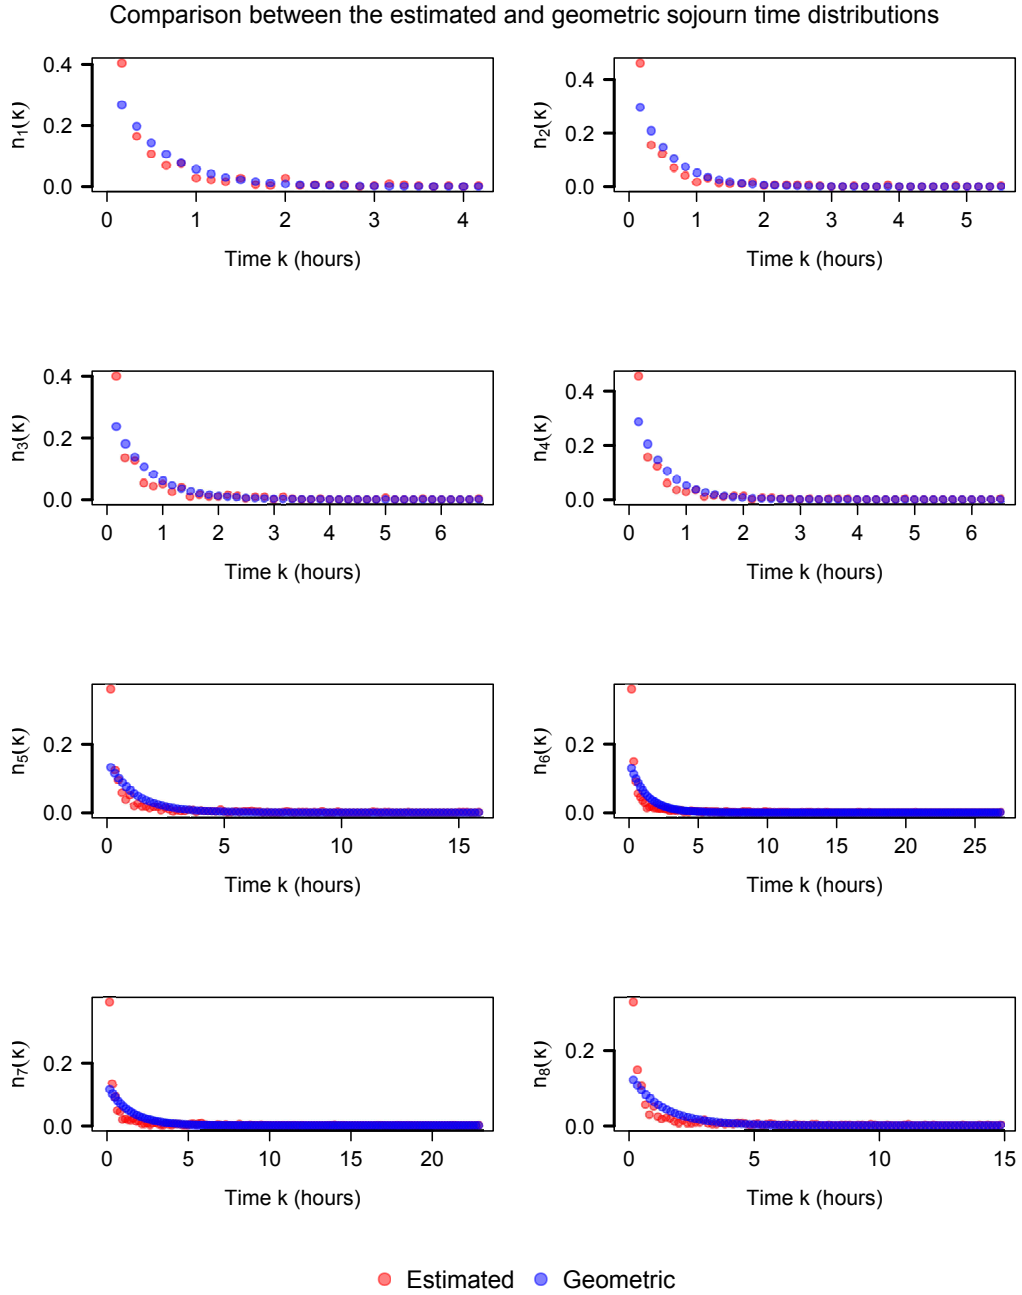 Comparison between the estimated and geometric sojourn time distributions
n1(k)
0.4
0.2
0.0
0 1 2 3 4
Time k (hours)
n2(k)
0.4
0.2
0.0
0 1 2 3 4 5
Time k (hours)
n3(k)
0.4
0.2
0.0
0 1 2 3 4 5 6
Time k (hours)
n4(k)
0.4
0.2
0.0
0 1 2 3 4 5 6
Time k (hours)
n5(k)
0.2
0.0
0 5 10 15
Time k (hours)
n6(k)
0.2
0.0
0 5 10 15 20 25
Time k (hours)
n7(k)
0.2
0.0
0 5 10 15 20
Time k (hours)
n8(k)
0.2
0.0
0 5 10 15
Time k (hours)
Estimated Geometric